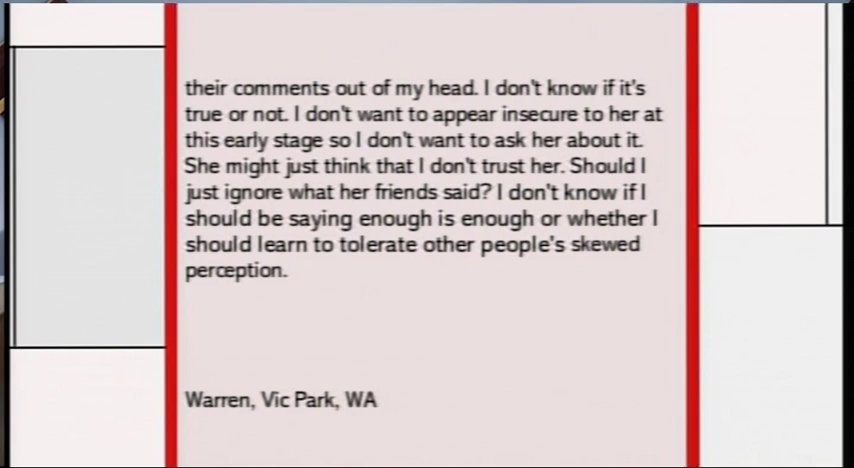 their comments out of my head. I don't know if it's
true or not. I don't want to appear insecure to her at
this early stage so I don't want to ask her about it.
She might just think that I don't trust her. Should I
just ignore what her friends said? I don't know if I
should be saying enough is enough or whether I
should learn to tolerate other people's skewed
perception.
Warren, Vic Park, WA